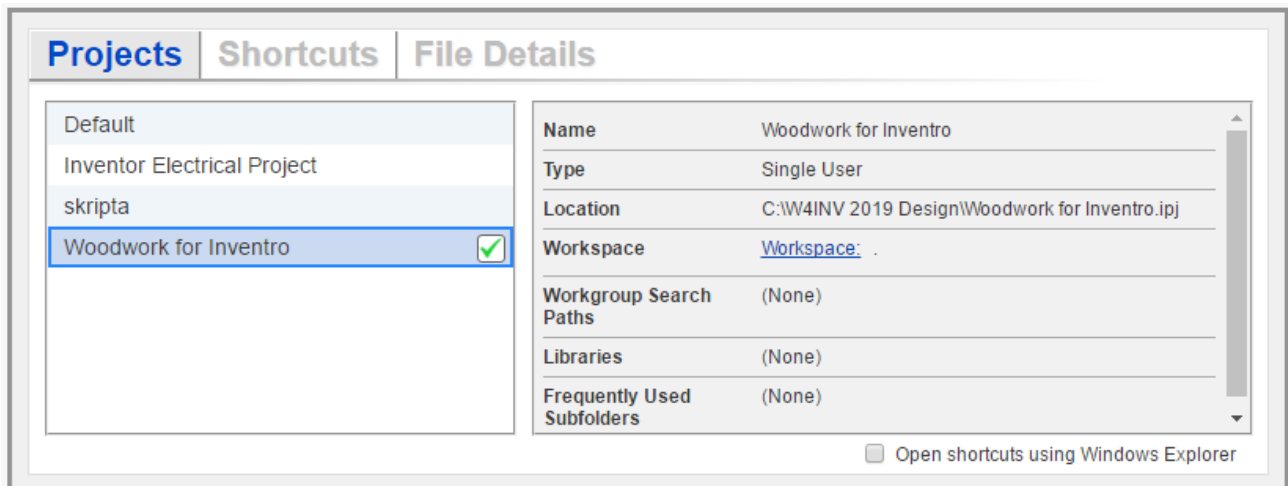 Projects Shortcuts File Details
Default
Inventor Electrical Project
skripta
Woodwork for Inventro
Name Woodwork for Inventro
Type Single User
Location C:\W4INV 2019 Design\Woodwork for Inventro.ipj
Workspace Workspace: .
Workgroup Search (None)
Paths
Libraries (None)
Frequently Used (None)
Subfolders
Open shortcuts using Windows Explorer